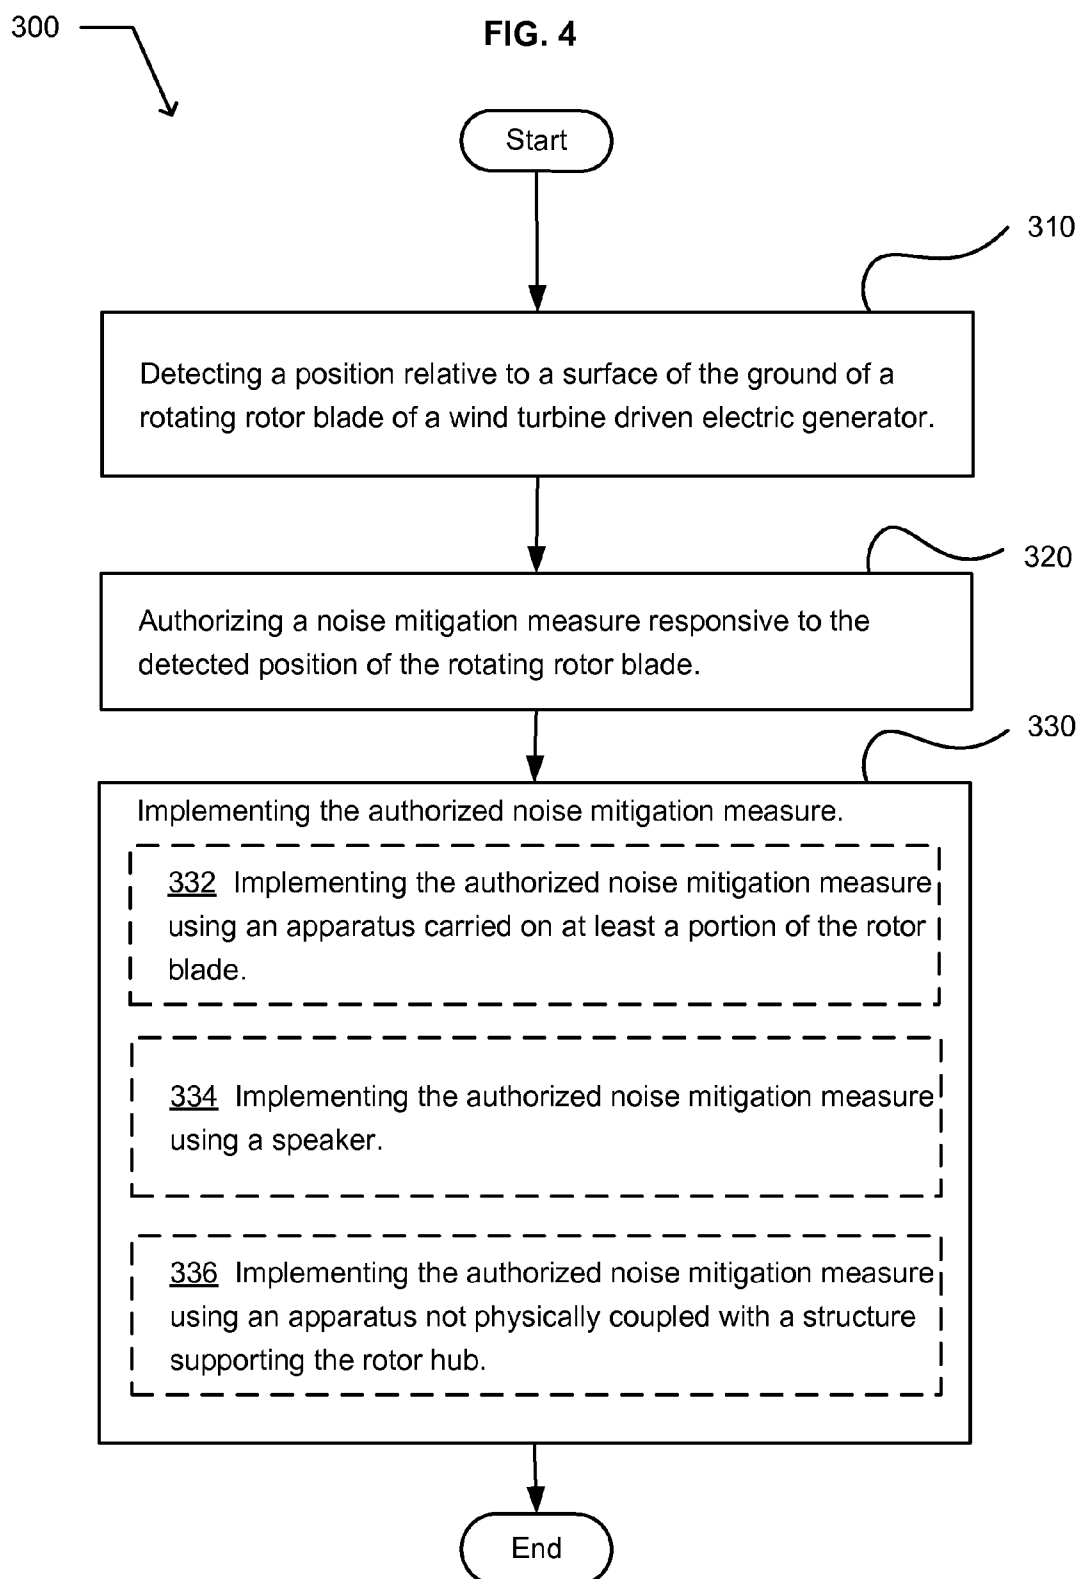 300
FIG. 4
Start
310
Detecting a position relative to a surface of the ground of a
rotating rotor blade of a wind turbine driven electric generator.
320
Authorizing a noise mitigation measure responsive to the
detected position of the rotating rotor blade.
330
Implementing the authorized noise mitigation measure.
332 Implementing the authorized noise mitigation measure
using an apparatus carried on at least a portion of the rotor
blade.
334 Implementing the authorized noise mitigation measure
using a speaker.
336 Implementing the authorized noise mitigation measure
using an apparatus not physically coupled with a structure
supporting the rotor hub.
End